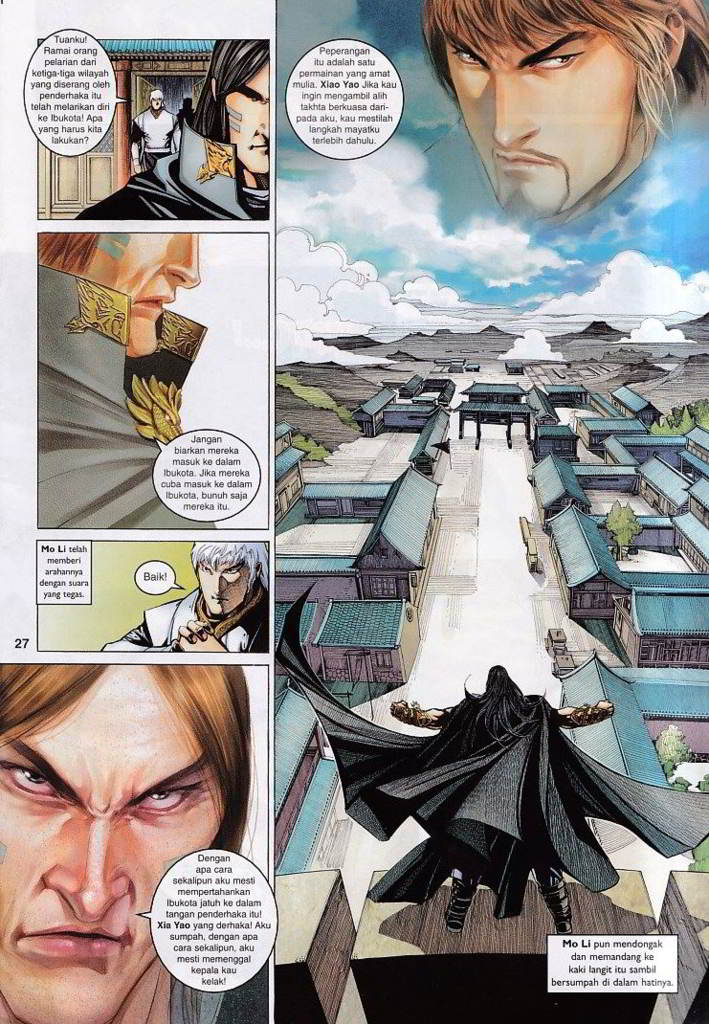 Tuanku!
Ramai orang
pelarian dari
ketiga-tiga wilayah
yang diserang oleh
penderhaka itu
telah melarikan diri
ke Ibukota! Apa
yang harus kita
lakukan?
Jangan
biarkan mereka
masuk ke dalam
Ibukota. Jika mereka
cuba masuk ke dalam
Ibukota, bunuh saja
mereka itu.
Mo Li telah
memberi
arahannya
dengan suara
yang tegas.
Baik!
27
Dengan
apa cara
sekalipun aku mesti
mempertahankan
Ibukota jatuh ke dalam
tangan penderhaka itu!
Xia Yao yang derhaka! Aku
sumpah, dengan apa
cara sekalipun, aku
mesti memenggal
kepala kau
kelak!
Peperangan
itu adalah satu
permainan yang amat
mulia. Xiao Yao Jika kau
ingin mengambil alih
takhta berkuasa dari-
pada aku, kau mestilah
langkah mayatku
terlebih dahulu.
Mo Li pun mendongak
dan memandang ke
kaki langit itu sambil
bersumpah di dalam hatinya.